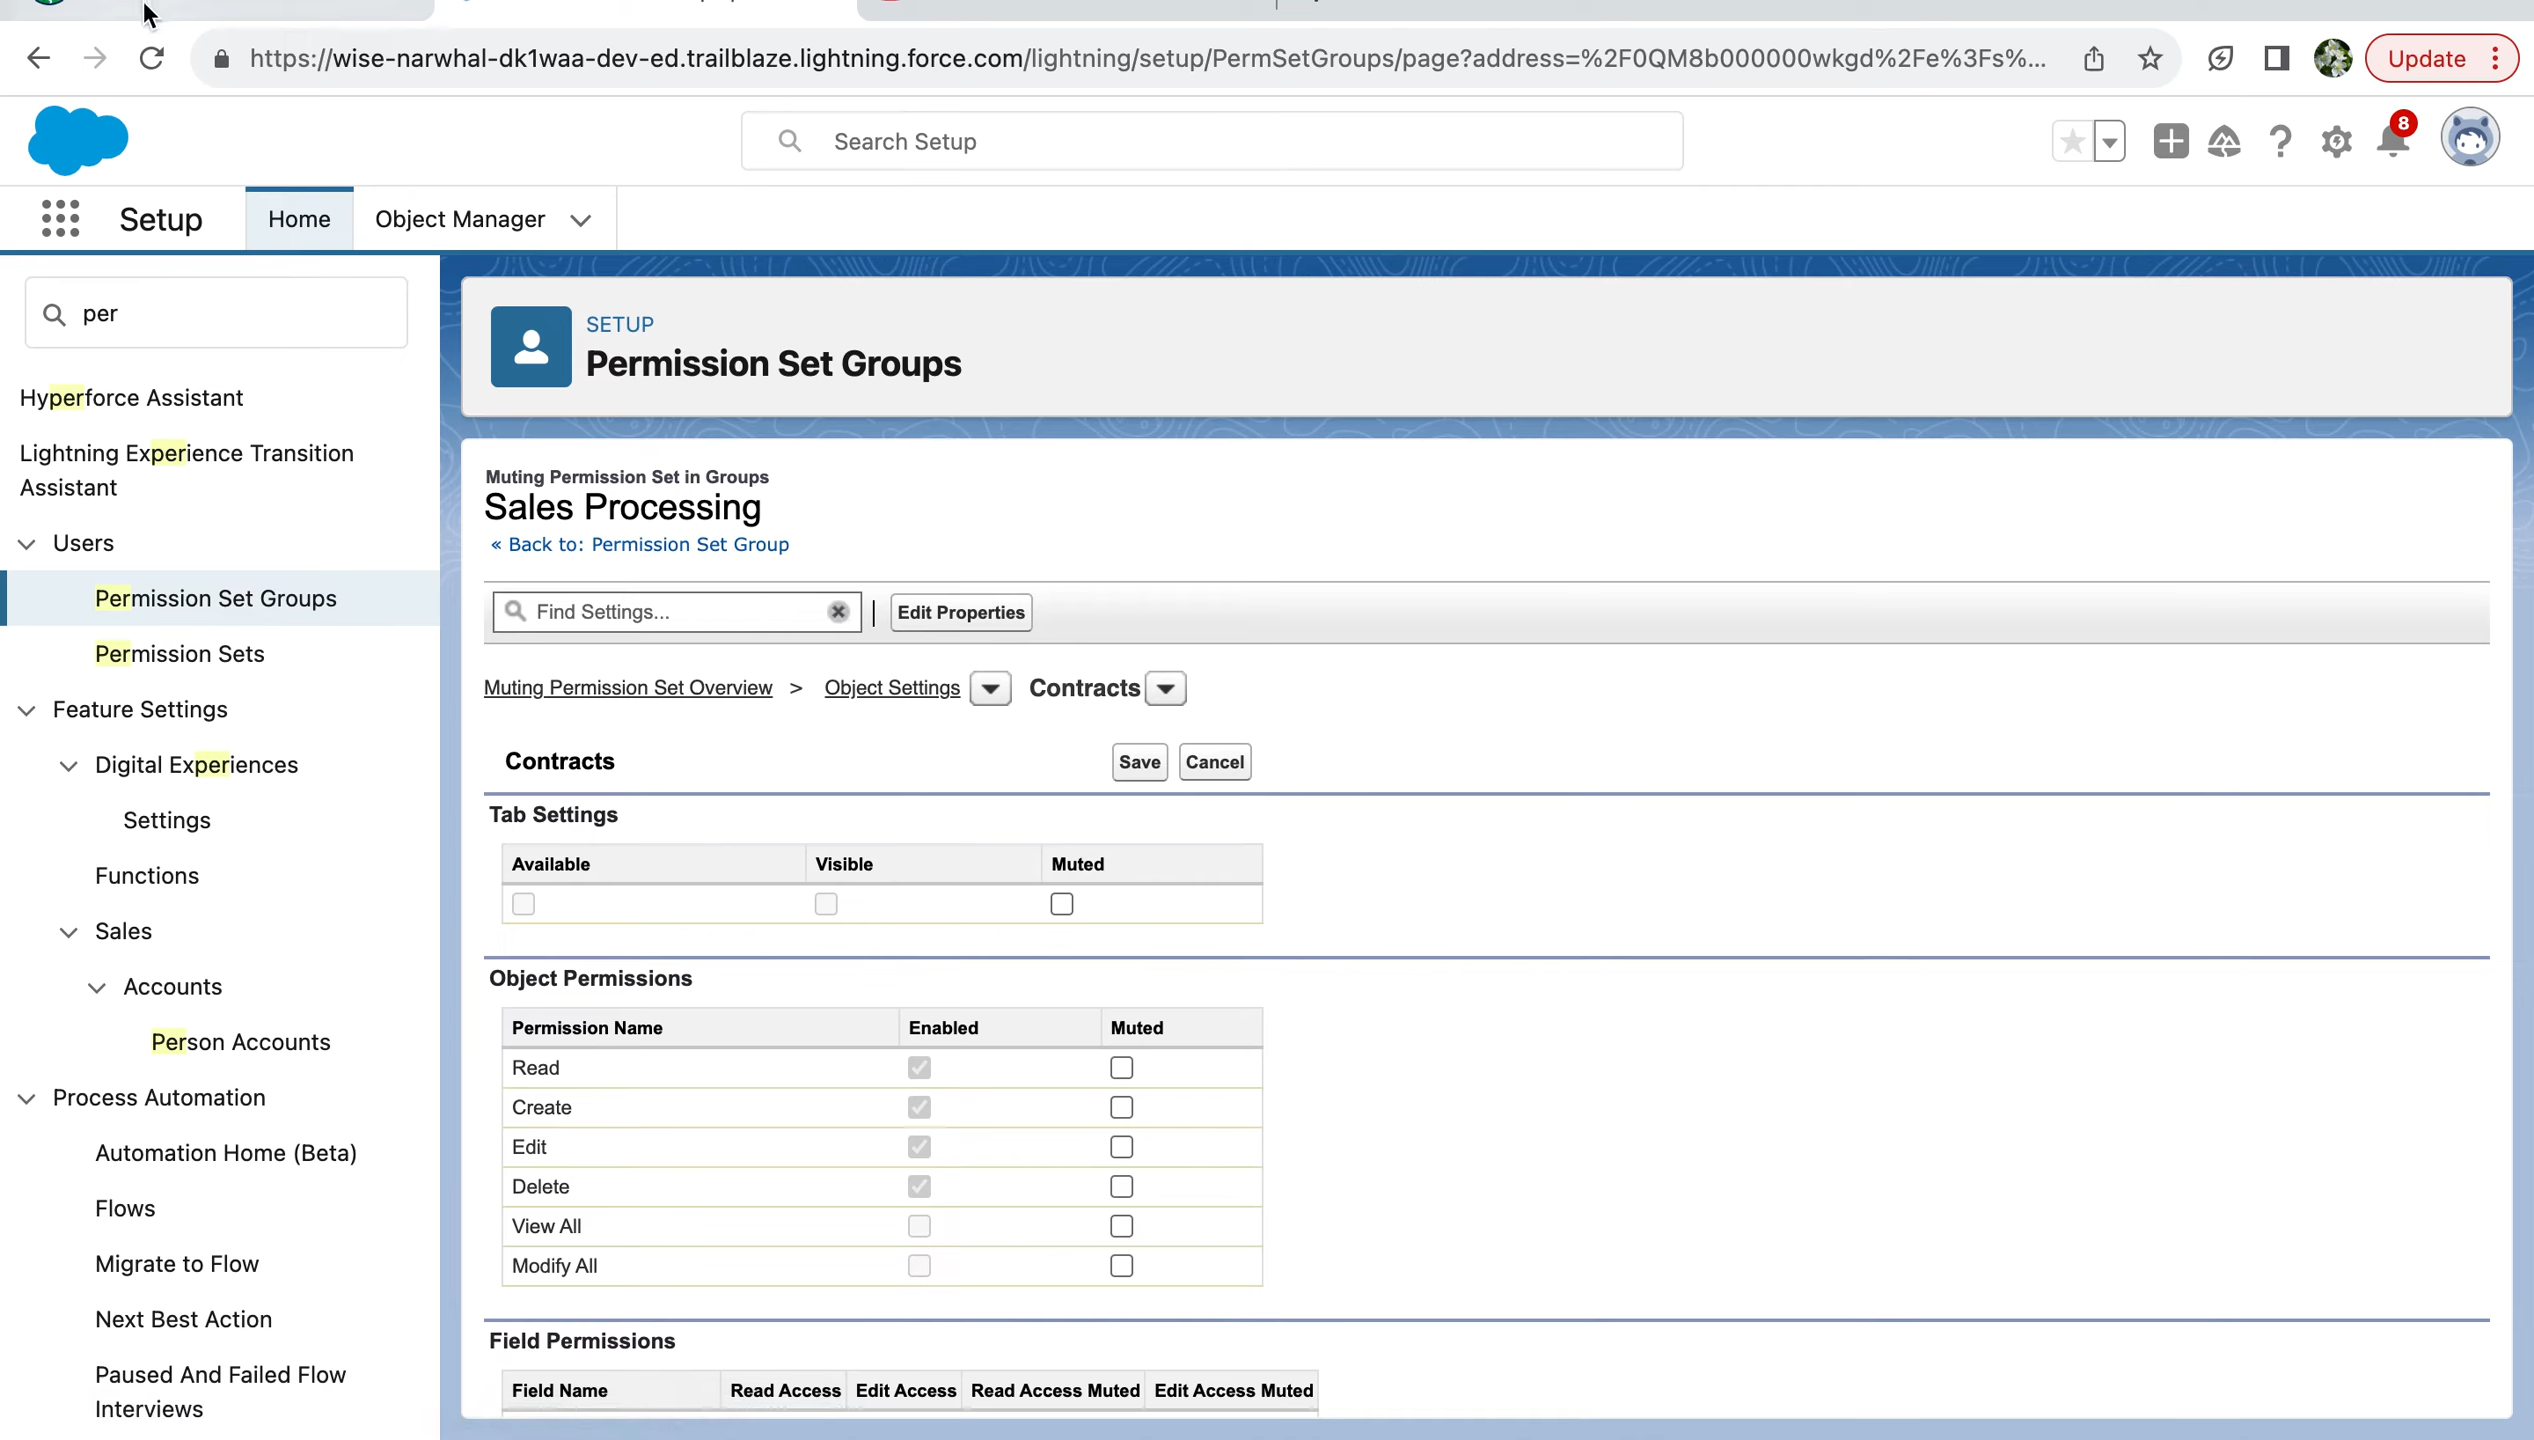 https://wise-narwhal-dk1waa-dev-ed.trailblaze.lightning.force.com/lightning/setup/PermSetGroups/page?address=%2F0QM8b000000wkgd%2Fe%3Fs%...
Update
Search Setup
8
Setup
Home
Object Manager
per
Hyperforce Assistant
Lightning Experience Transition
Assistant
Users
Permission Set Groups
Permission Sets
Feature Settings
Digital Experiences
Settings
Functions
Sales
Accounts
Person Accounts
Process Automation
Automation Home (Beta)
Flows
Migrate to Flow
Next Best Action
Paused And Failed Flow
Interviews
SETUP
Permission Set Groups
Muting Permission Set in Groups
Sales Processing
« Back to: Permission Set Group
Find Settings... | Edit Properties
Muting Permission Set Overview > Object Settings Contracts
Contracts Save Cancel
Tab Settings
Available Visible Muted
Object Permissions
Permission Name Enabled Muted
Read
Create
Edit
Delete
View All
Modify All
Field Permissions
Field Name Read Access Edit Access Read Access Muted Edit Access Muted